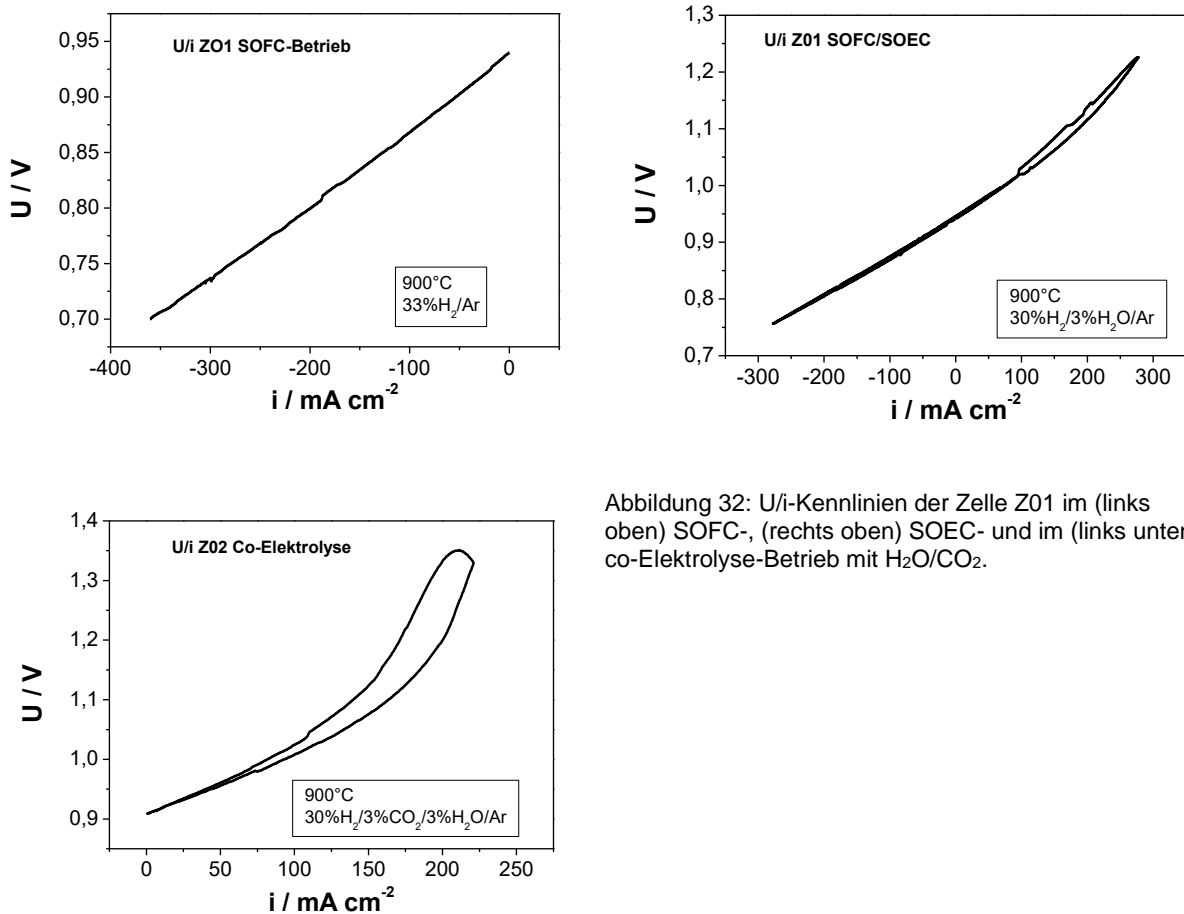 U/i ZO1 SOFC-Betrieb
0,95
0,90
0,85
0,80
0,75
0,70
U / V
900°C
33%H₂/Ar
-400 -300 -200 -100 0
i / mA cm⁻²
U/i Z01 SOFC/SOEC
1,3
1,2
1,1
1,0
0,9
0,8
0,7
U / V
900°C
30%H₂/3%H₂O/Ar
-300 -200 -100 0 100 200 300
i / mA cm⁻²
U/i Z02 Co-Elektrolyse
1,4
1,3
1,2
1,1
1,0
0,9
U / V
900°C
30%H₂/3%CO₂/3%H₂O/Ar
0 50 100 150 200 250
i / mA cm⁻²
Abbildung 32: U/i-Kennlinien der Zelle Z01 im (links
oben) SOFC-, (rechts oben) SOEC- und im (links unter
co-Elektrolyse-Betrieb mit H₂O/CO₂.